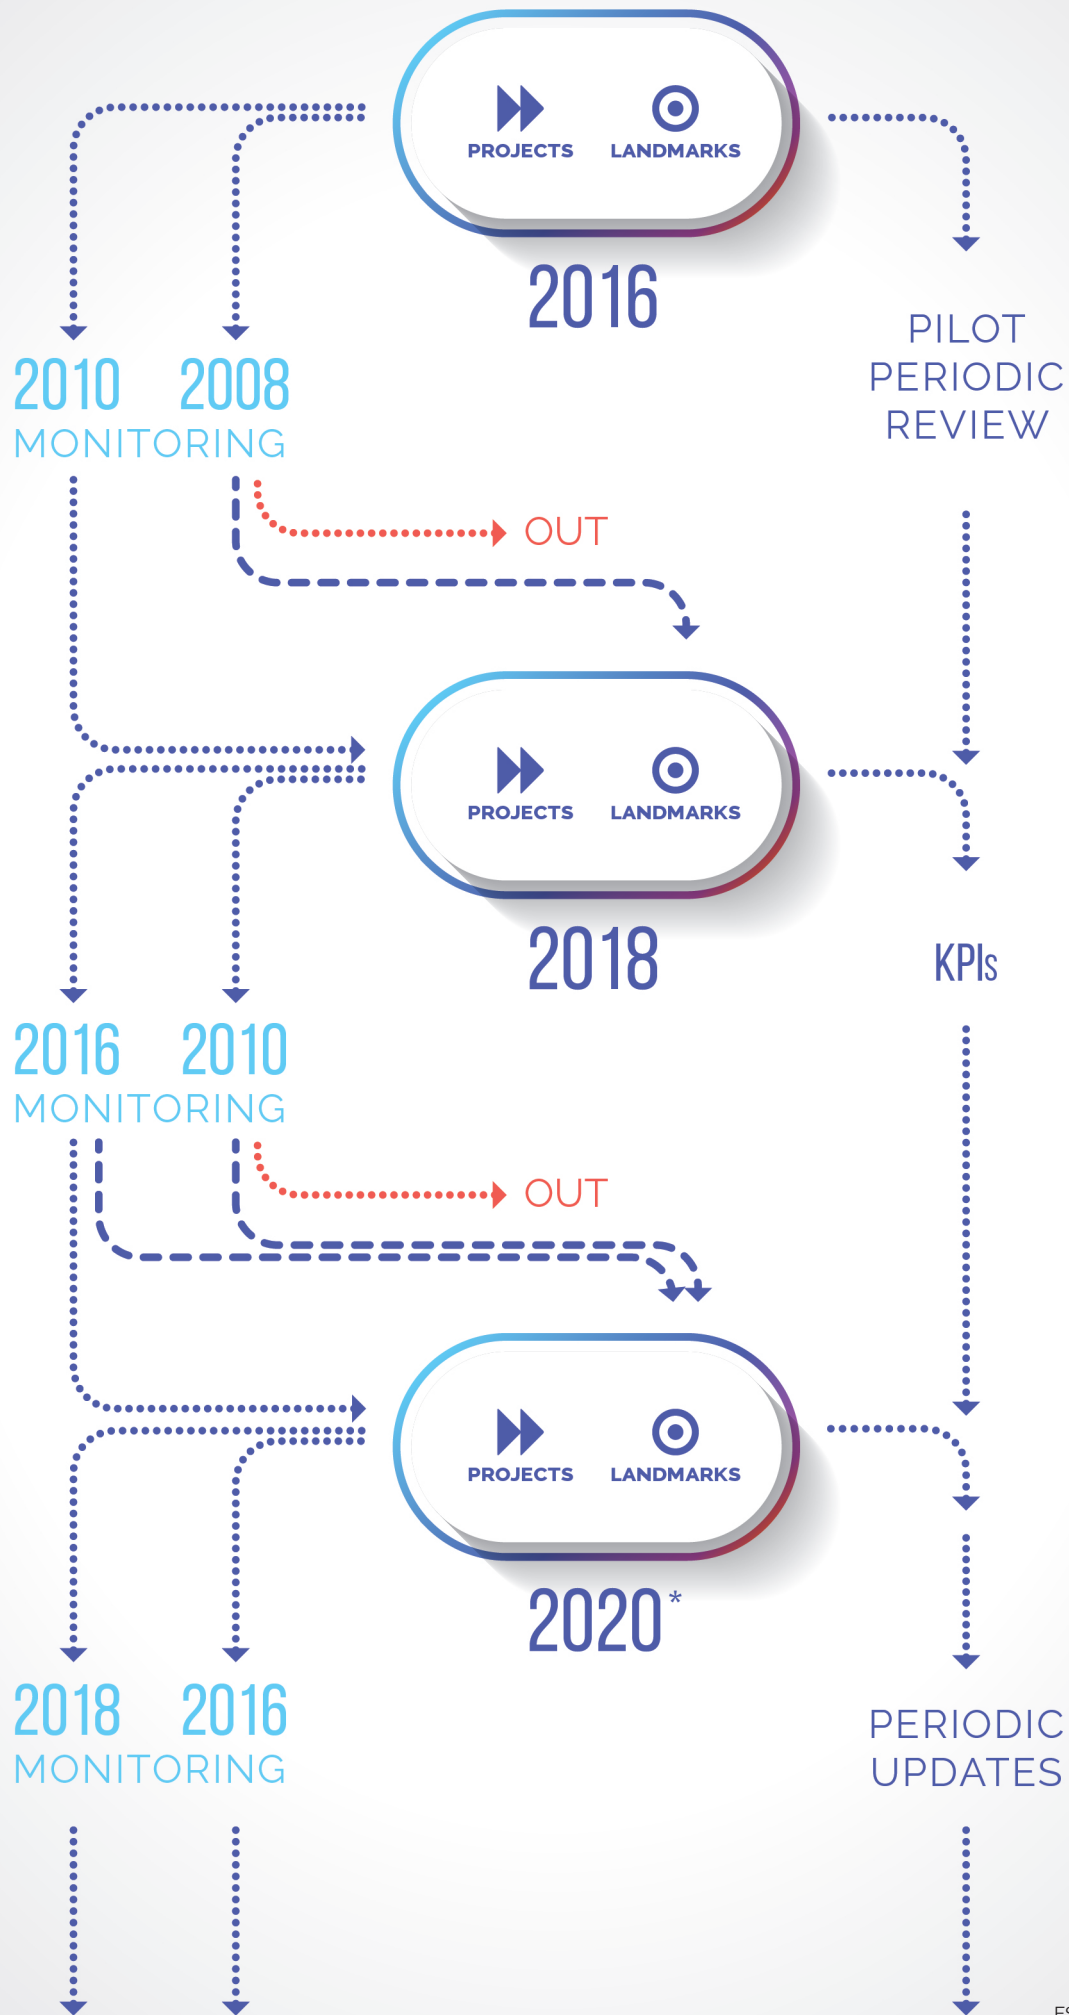 PROJECTS LANDMARKS
2016
PILOT
PERIODIC
REVIEW
2010 2008
MONITORING
OUT
PROJECTS LANDMARKS
2018
KPIs
2016 2010
MONITORING
OUT
PROJECTS LANDMARKS
2020*
2018 2016
MONITORING
PERIODIC
UPDATES